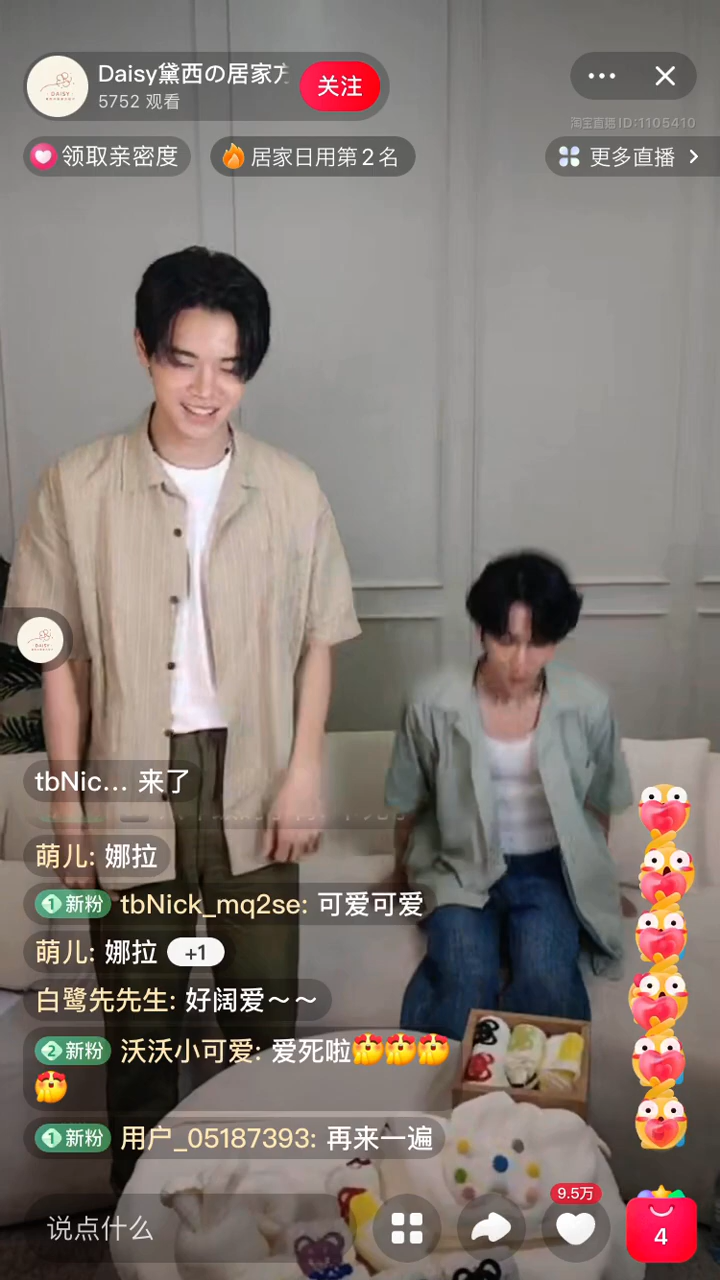 Daisy黛西の居家方
5752 观看
关注
淘宝直播ID:1105410
领取亲密度
居家日用第2名
更多直播
DAISY
tbNic... 来了
萌儿: 娜拉
1 新粉 tbNick_mq2se: 可爱可爱
萌儿: 娜拉 +1
白鹭先先生: 好阔爱~~
2 新粉 沃沃小可爱: 爱死啦
1 新粉 用户_05187393: 再来一遍
说点什么
9.5万
4